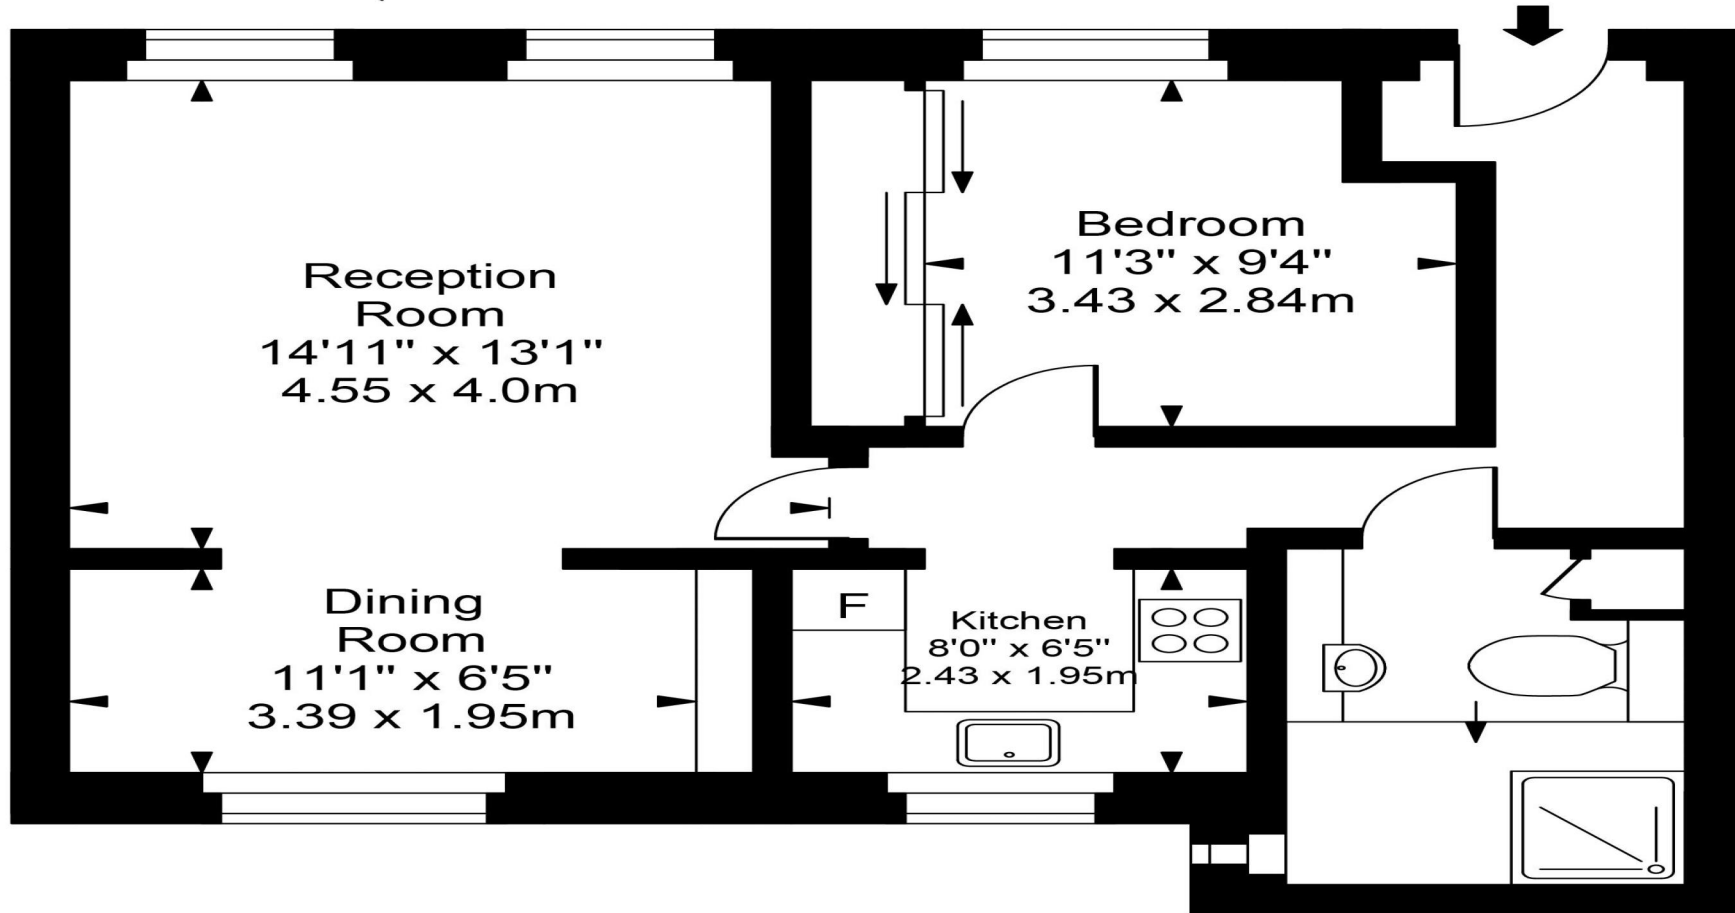 Reception
Room
14'11" x 13'1"
4.55 x 4.0m
Bedroom
11'3" x 9'4"
3.43 x 2.84m
Dining
Room
11'1" x 6'5"
3.39 x 1.95m
F
Kitchen
8'0" x 6'5"
2.43 x 1.95m